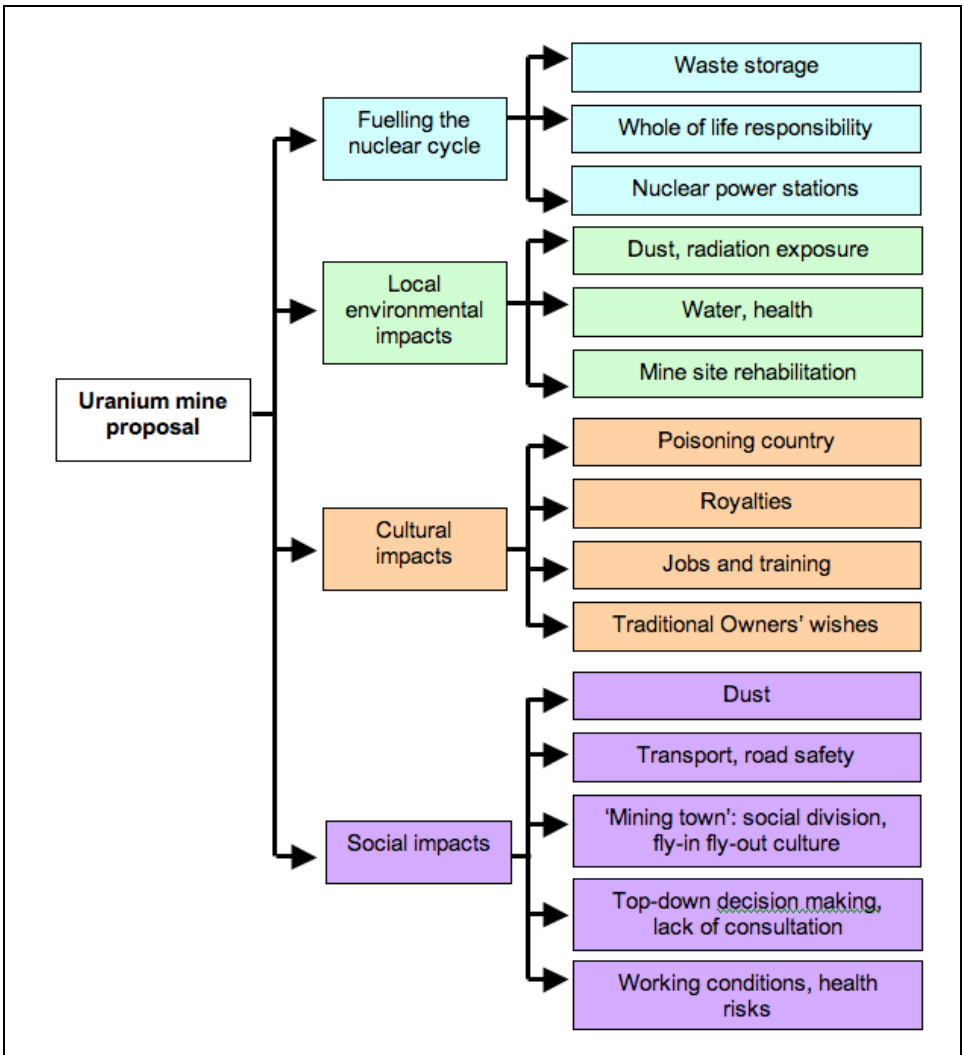 Uranium mine
proposal
Fuelling the
nuclear cycle
Waste storage
Whole of life responsibility
Nuclear power stations
Local
environmental
impacts
Dust, radiation exposure
Water, health
Mine site rehabilitation
Cultural
impacts
Poisoning country
Royalties
Jobs and training
Traditional Owners’ wishes
Social impacts
Dust
Transport, road safety
‘Mining town’: social division,
fly-in fly-out culture
Top-down decision making,
lack of consultation
Working conditions, health
risks